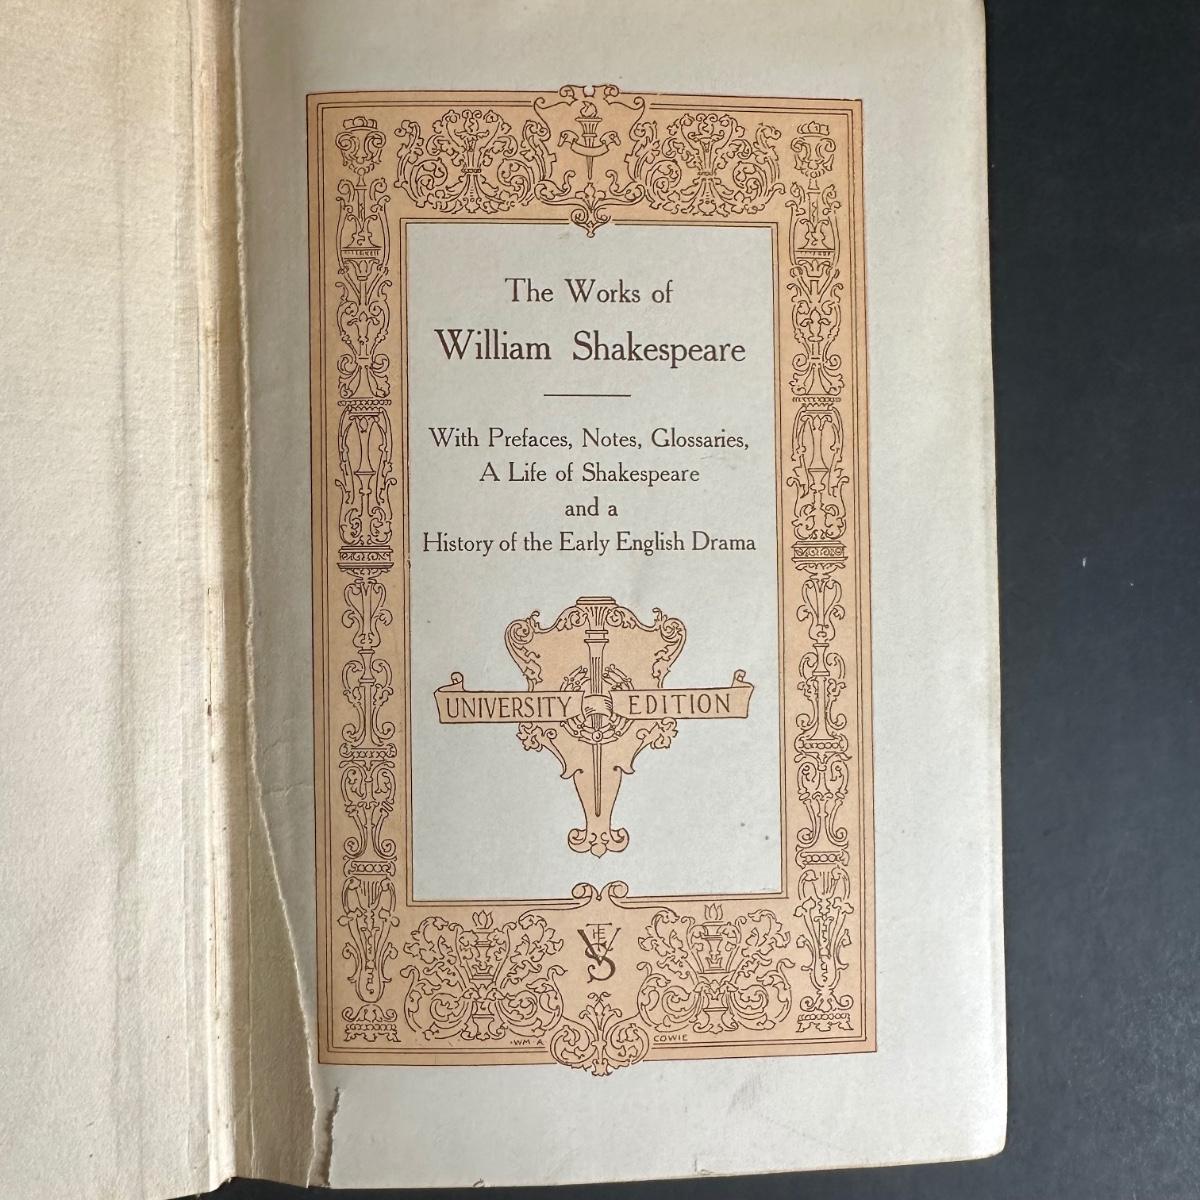 The Works of
William Shakespeare
With Prefaces, Notes, Glossaries,
A Life of Shakespeare
and a
History of the Early English Drama
UNIVERSITY EDITION
WM·A COWIE